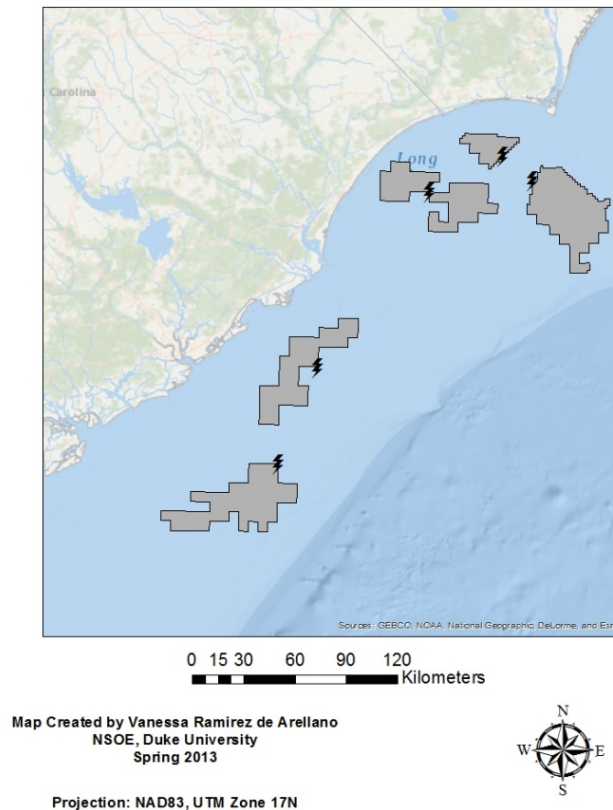 Carolina
Long
Sources: GEBCO, NOAA, National Geographic, DeLorme, and Esri
0 15 30 60 90 120
Kilometers
Map Created by Vanessa Ramirez de Arellano
NSOE, Duke University
Spring 2013
N
W E
S
Projection: NAD83, UTM Zone 17N